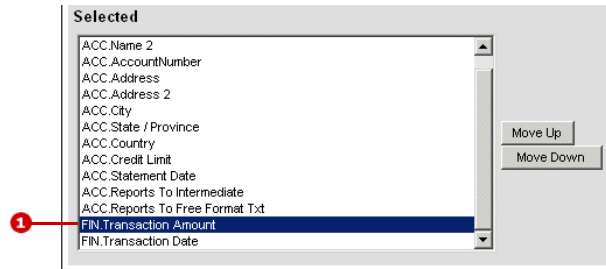 Selected
ACC.Name 2
ACC.AccountNumber
ACC.Address
ACC.Address 2
ACC.City
ACC.State / Province
ACC.Country
ACC.Credit Limit
ACC.Statement Date
ACC.Reports To Intermediate
ACC.Reports To Free Format Txt
FIN.Transaction Amount
FIN.Transaction Date
Move Up
Move Down
1